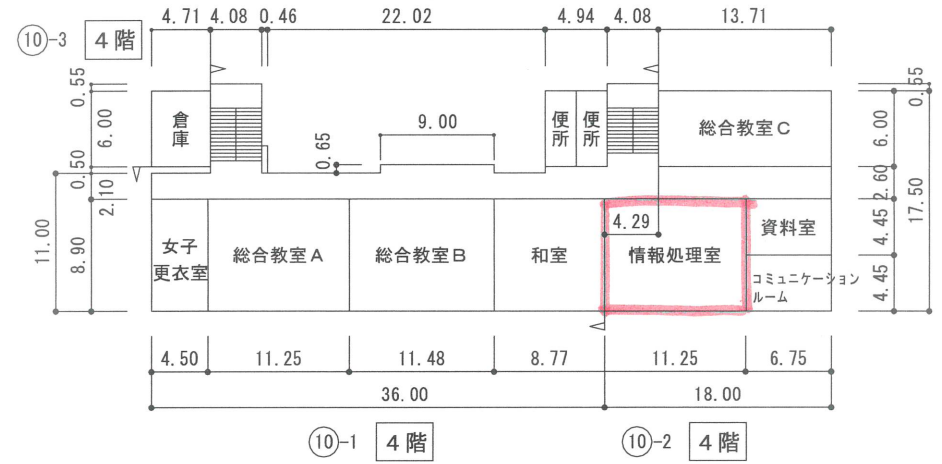 4.71 4.08 0.46 22.02 4.94 4.08 13.71
⑩-3 4階
0.55
6.00
0.50
2.10
11.00
8.90
倉庫
0.65
9.00
便所
便所
総合教室C
0.55
6.00
2.60
17.50
4.45
4.45
女子
更衣室
総合教室A
総合教室B
和室
4.29
情報処理室
資料室
コミュニケーション
ルーム
4.50 11.25 11.48 8.77 11.25 6.75
36.00 18.00
⑩-1 4階 ⑩-2 4階